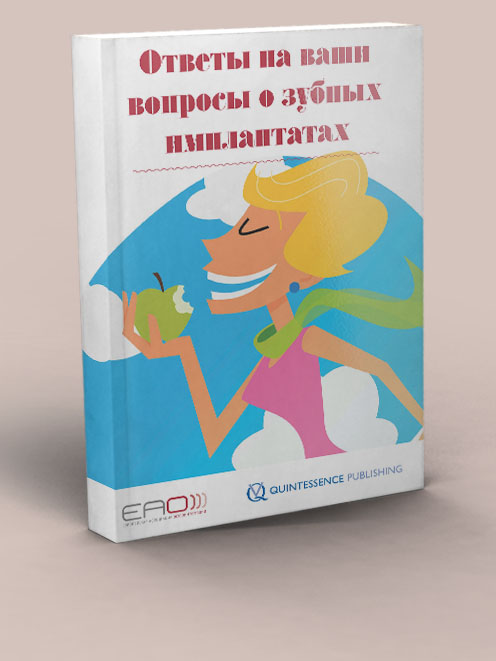 Ответы на ваши
вопросы о зубных
имплантатах
EAO
QUINTESSENCE PUBLISHING